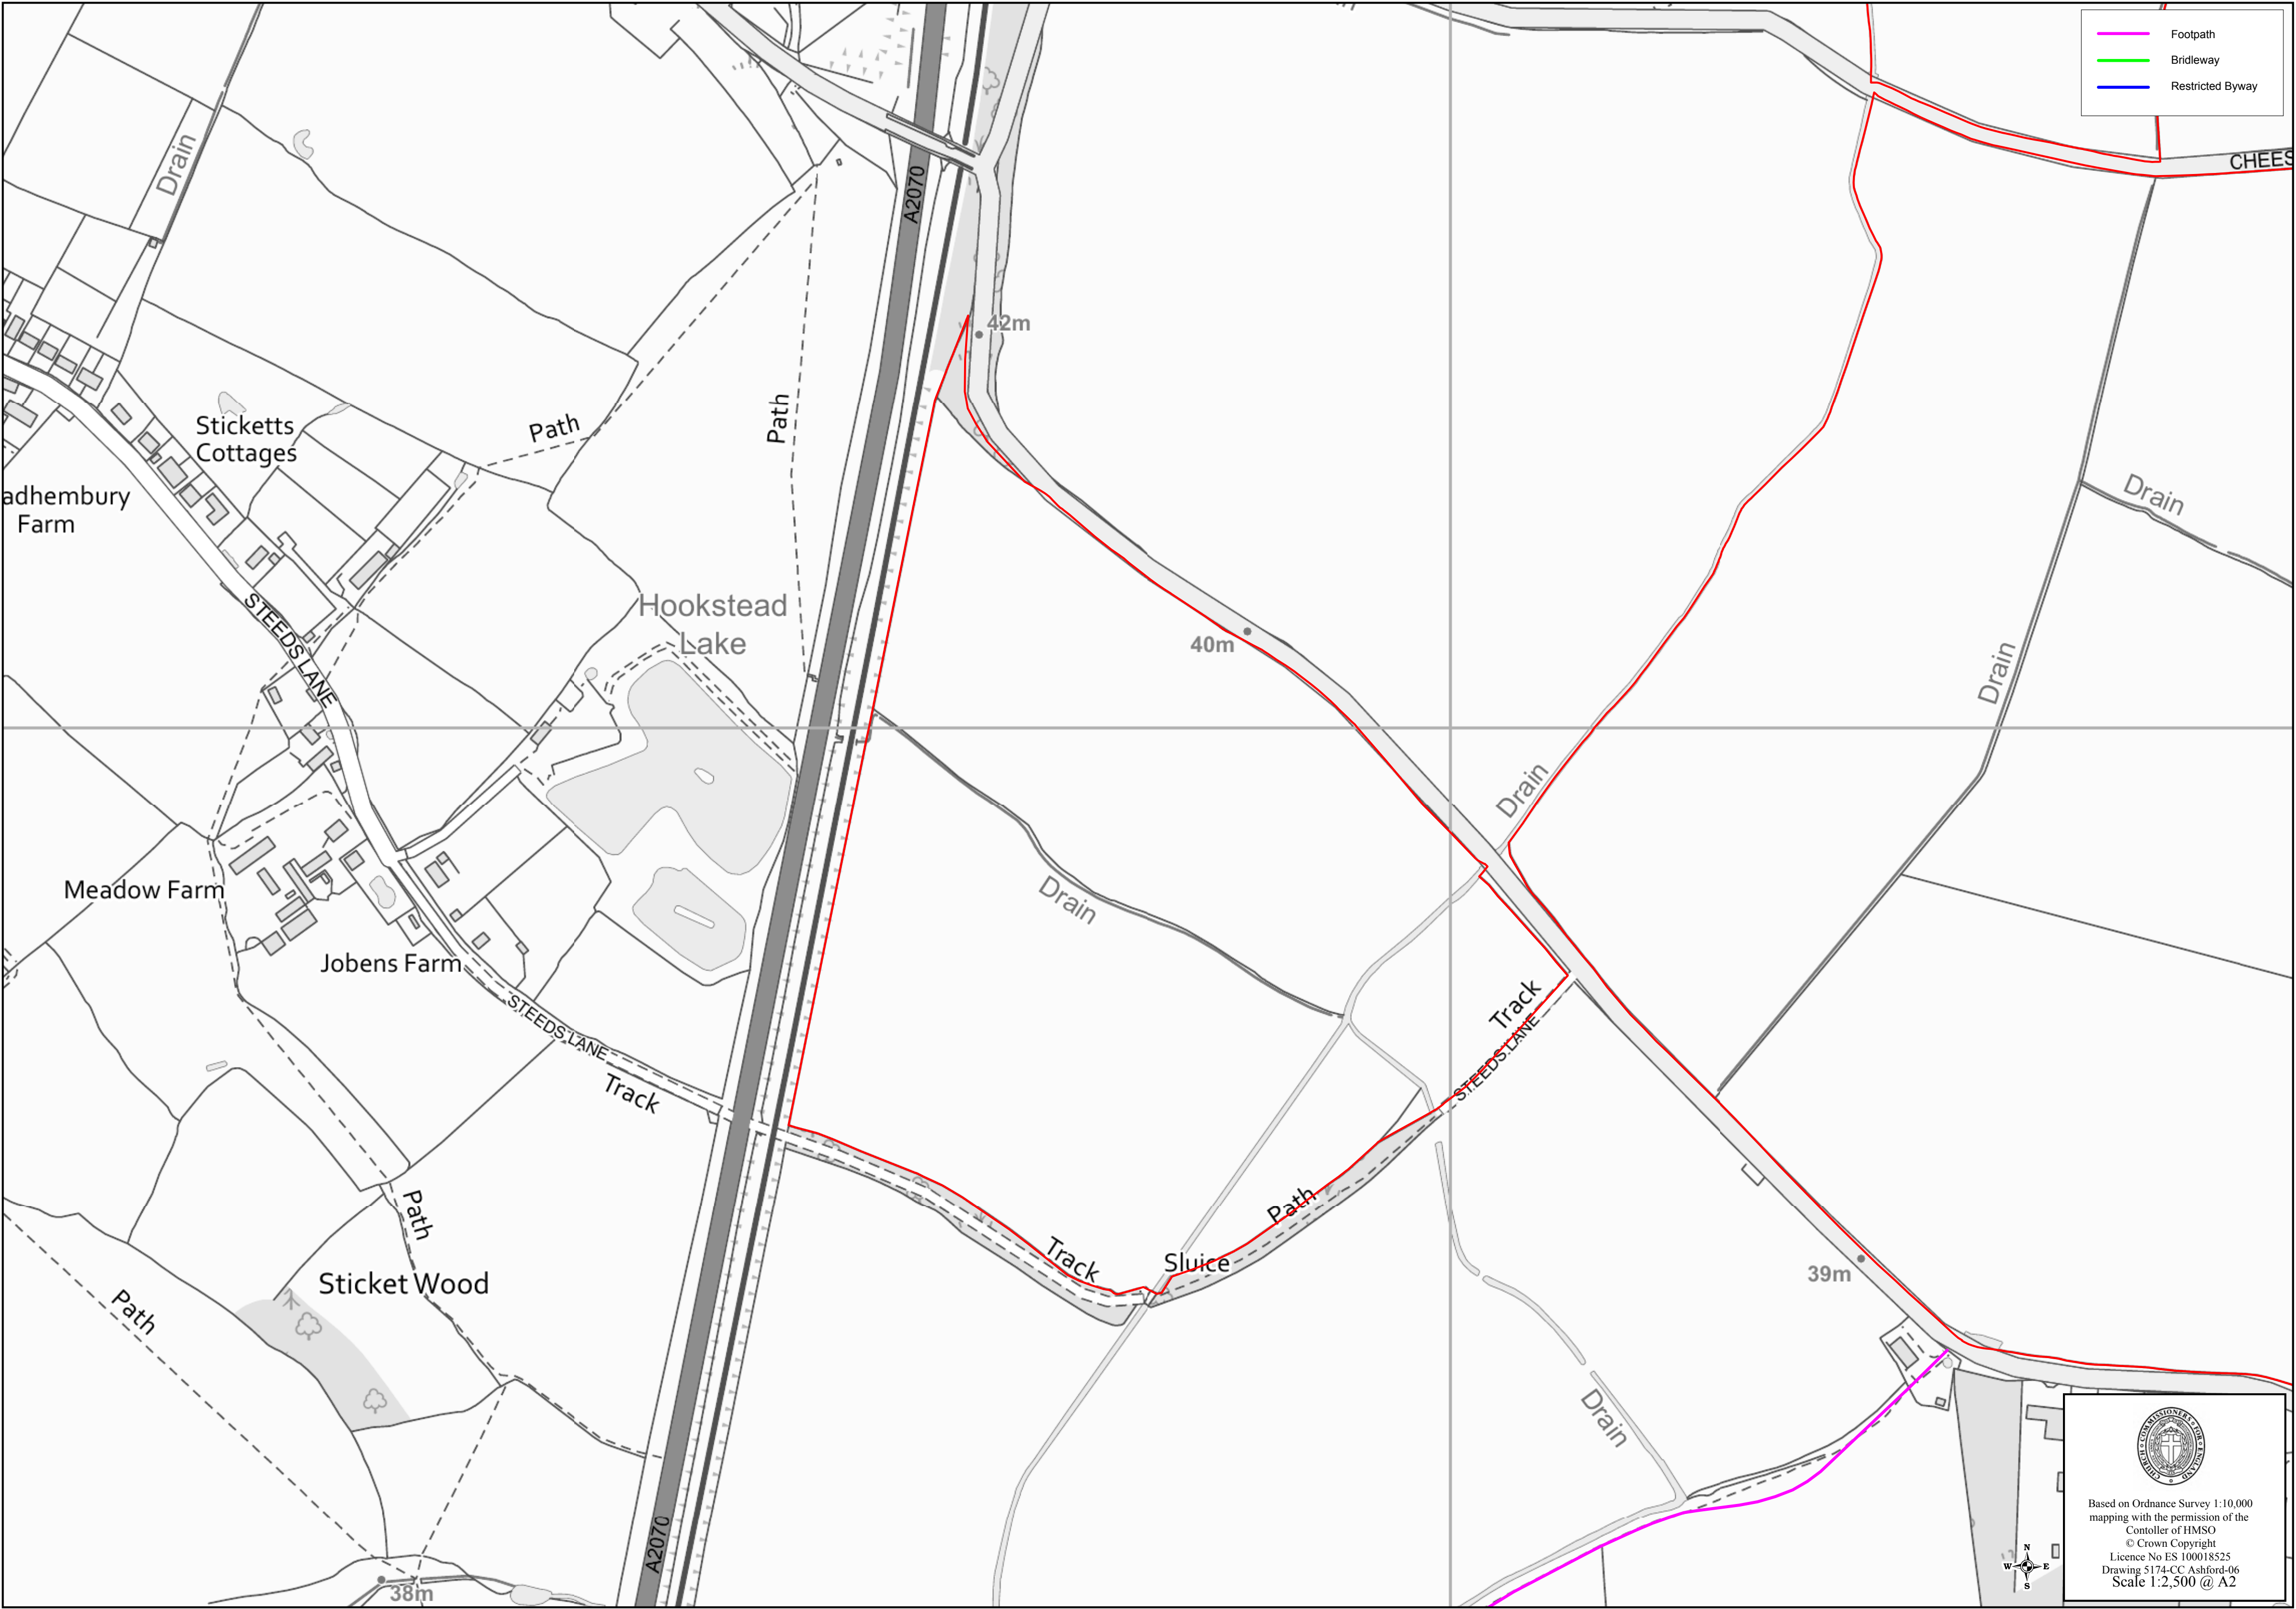 Footpath
Bridleway
Restricted Byway
CHEES
Drain
A2070
42m
Path
Path
Sticketts
Cottages
adhembury
Farm
Drain
STEEDS LANE
Hookstead
Lake
40m
Drain
Drain
Meadow Farm
Drain
Jobens Farm
STEEDS LANE
Track
Track
STEEDS LANE
Path
Path
Sluice
Track
Sticket Wood
Path
39m
Drain
A2070
38m
CHURCH COMMISSIONERS FOR ENGLAND
Based on Ordnance Survey 1:10,000
mapping with the permission of the
Contoller of HMSO
© Crown Copyright
Licence No ES 100018525
Drawing 5174-CC Ashford-06
Scale 1:2,500 @ A2
N
W E
S